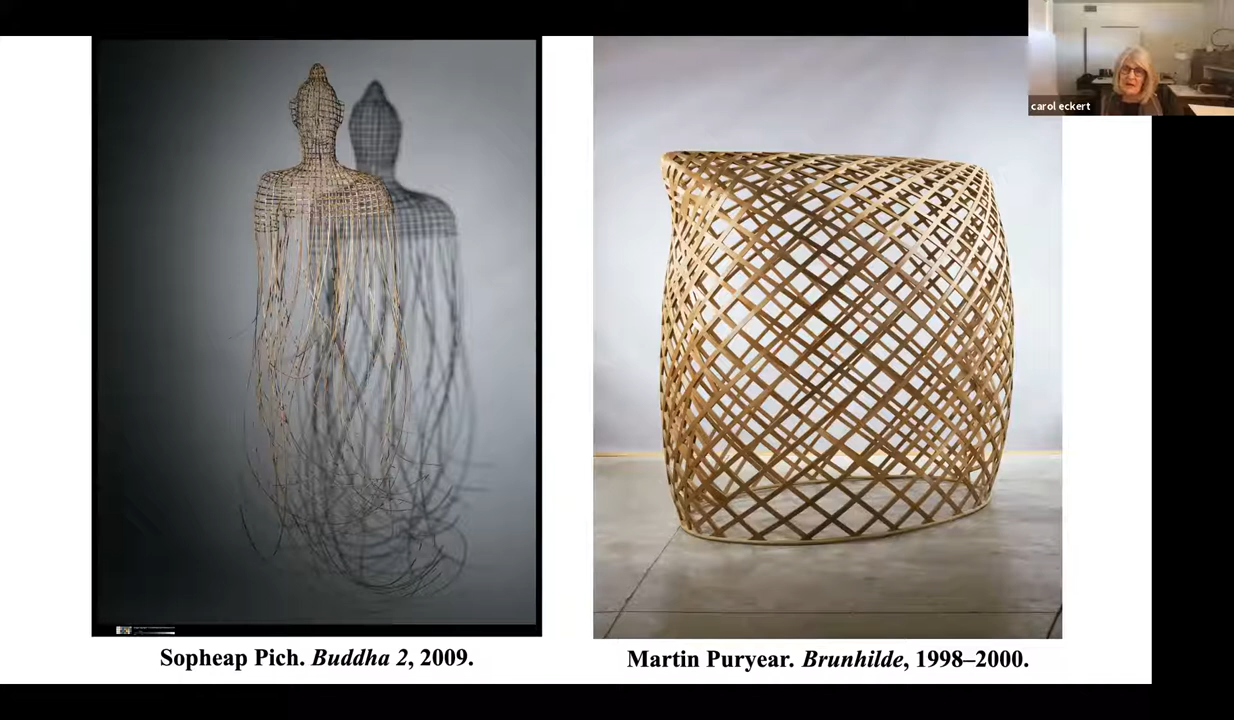 carol eckert
Sopheap Pich. Buddha 2, 2009.
Martin Puryear. Brunhilde, 1998–2000.